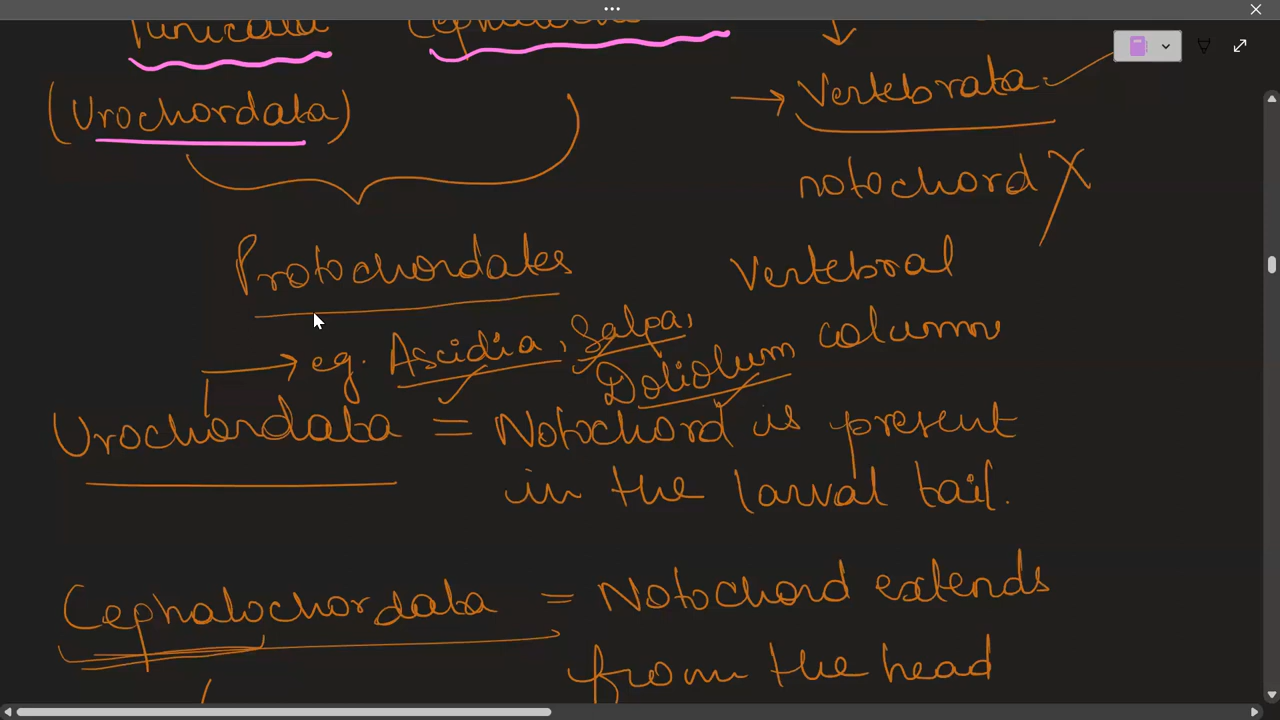 Tunicata
(Urochordata)
→ Vertebrata
notochord X
Protochordates
Vertebral
column
→ eg. Ascidia, Salpa,
Doliolum
Urochordata = Notochord is present
in the larval tail.
Cephalochordata = Notochord extends
from the head